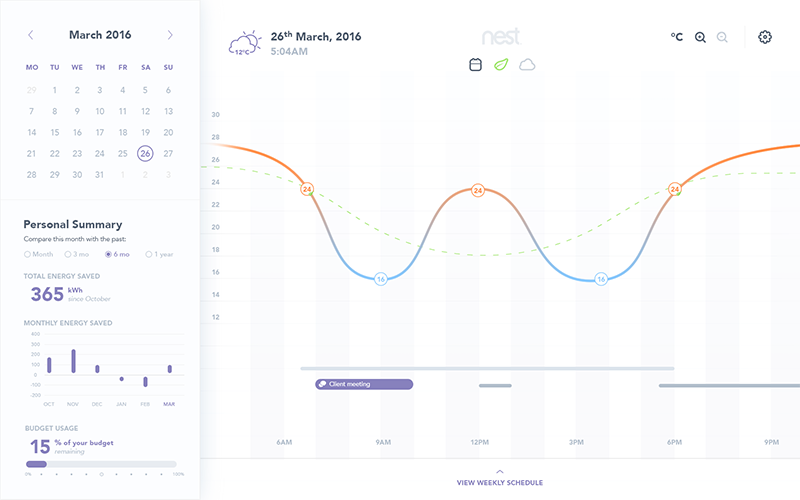 March 2016
MO TU WE TH FR SA SU
29 1 2 3 4 5 6
7 8 9 10 11 12 13
14 15 16 17 18 19 20
21 22 23 24 25 26 27
28 29 30 31 1 2 3
Personal Summary
Compare this month with the past:
Month 3 mo 6 mo 1 year
TOTAL ENERGY SAVED
365 kWh
since October
MONTHLY ENERGY SAVED
400
300
200
100
0
-100
-200
OCT NOV DEC JAN FEB MAR
BUDGET USAGE
15 % of your budget
remaining
0% 100%
12°C
26th March, 2016
5:04AM
nest
°C
30
28
26
24
22
20
18
16
14
12
24 16 24 16 24
Client meeting
6AM 9AM 12PM 3PM 6PM 9PM
VIEW WEEKLY SCHEDULE